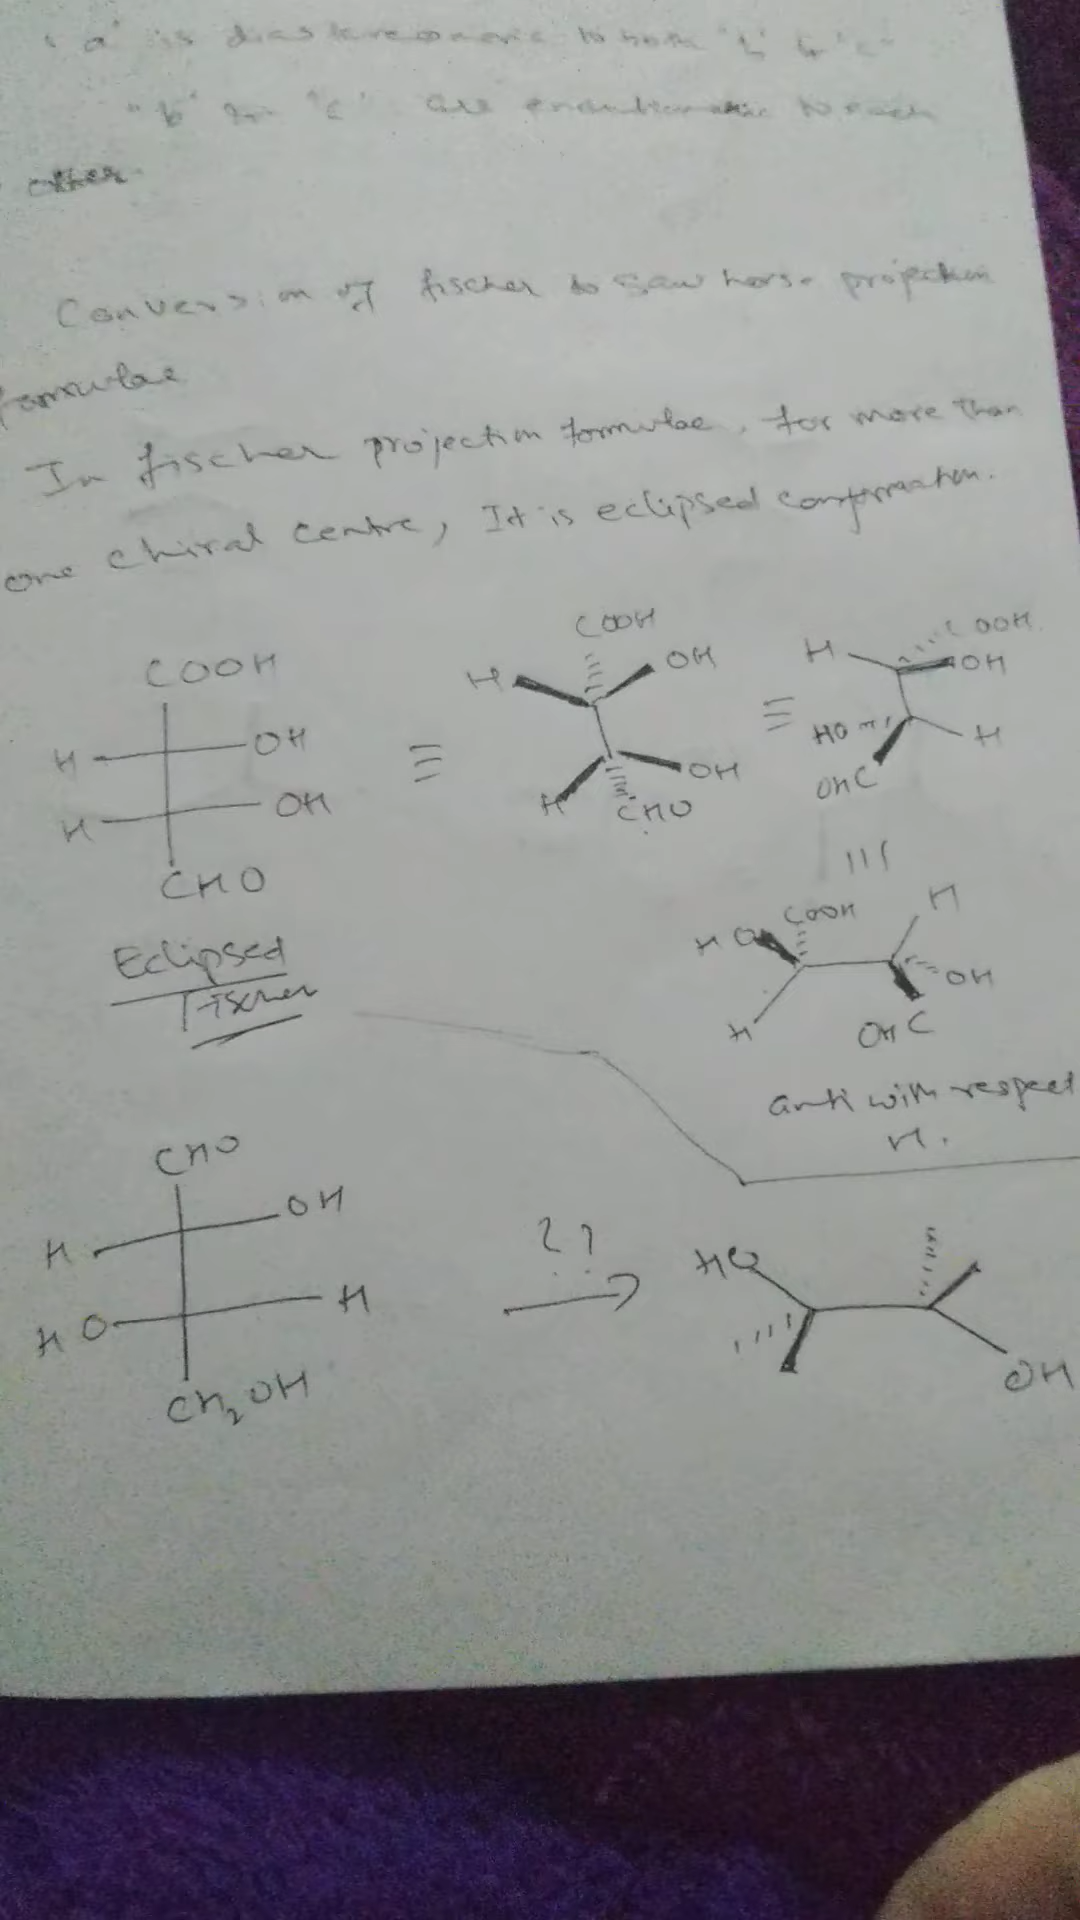 'a' is diastereomeric to both 'b' & 'c'
"b" 'c' are enantiomeric to each
other.
Conversion of fischer to saw horse projection
formulae
In fischer projection formulae, for more than
one chiral centre, It is eclipsed conformation.
COOH
H OH
H OH
CHO
≡
COOH
H OH
H OH
CHO
≡
COOH
H OH
HO H
OHC
Eclipsed
Fischer
COOH H
HO OH
H OHC
anti with respect
H.
CHO
H OH
HO H
CH2OH
??
HO
OH